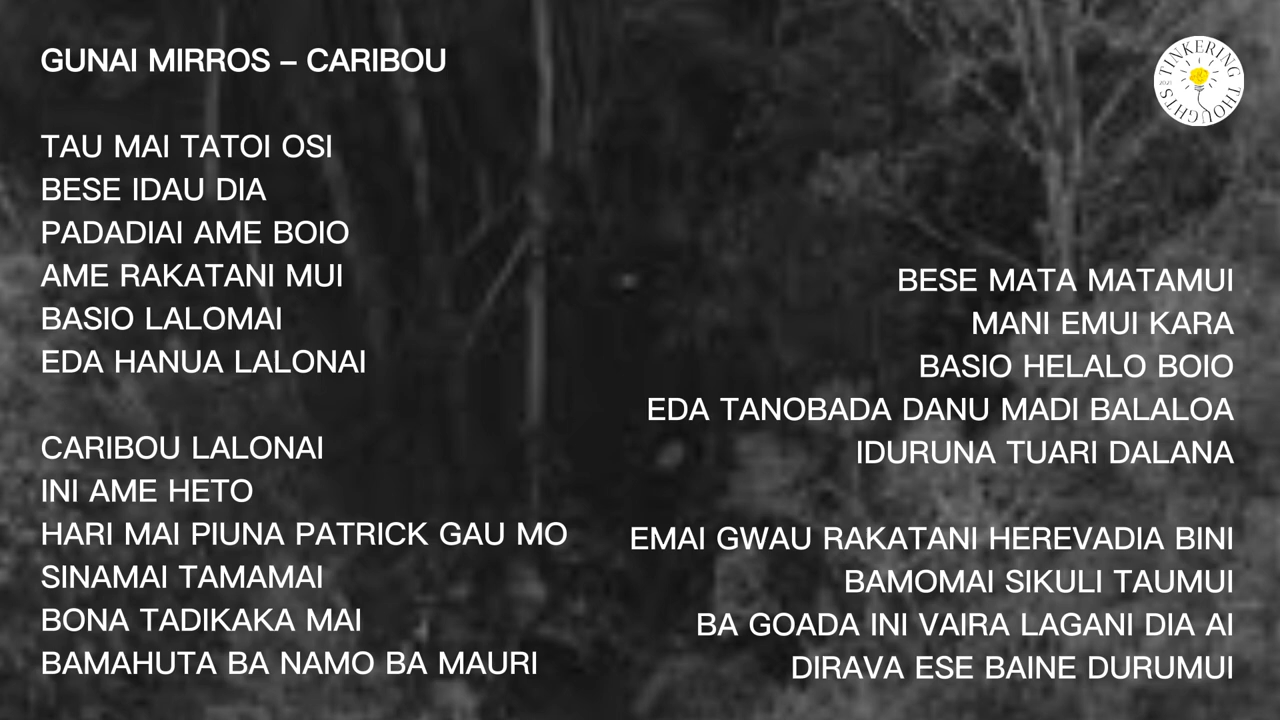 GUNAI MIRROS – CARIBOU
TAU MAI TATOI OSI
BESE IDAU DIA
PADADIAI AME BOIO
AME RAKATANI MUI
BASIO LALOMAI
EDA HANUA LALONAI
CARIBOU LALONAI
INI AME HETO
HARI MAI PIUNA PATRICK GAU MO
SINAMAI TAMAMAI
BONA TADIKAKA MAI
BAMAHUTA BA NAMO BA MAURI
BESE MATA MATAMUI
MANI EMUI KARA
BASIO HELALO BOIO
EDA TANOBADA DANU MADI BALALOA
IDURUNA TUARI DALANA
EMAI GWAU RAKATANI HEREVADIA BINI
BAMOMAI SIKULI TAUMUI
BA GOADA INI VAIRA LAGANI DIA AI
DIRAVA ESE BAINE DURUMUI
TINKERING THOUGHTS
2021